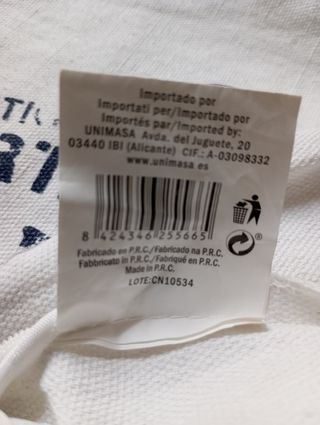 Importado por
Importati per/Importado por
Importés par/Imported by:
UNIMASA Avda. del Juguete, 20
03440 IBI (Alicante) CIF.: A-03098332
www.unimasa.es
8 424346 255665
Fabricado en P.R.C./Fabricado na P.R.C.
Fabbricato in P.R.C./Fabriqué en P.R.C.
Made in P.R.C.
LOTE:CN10534